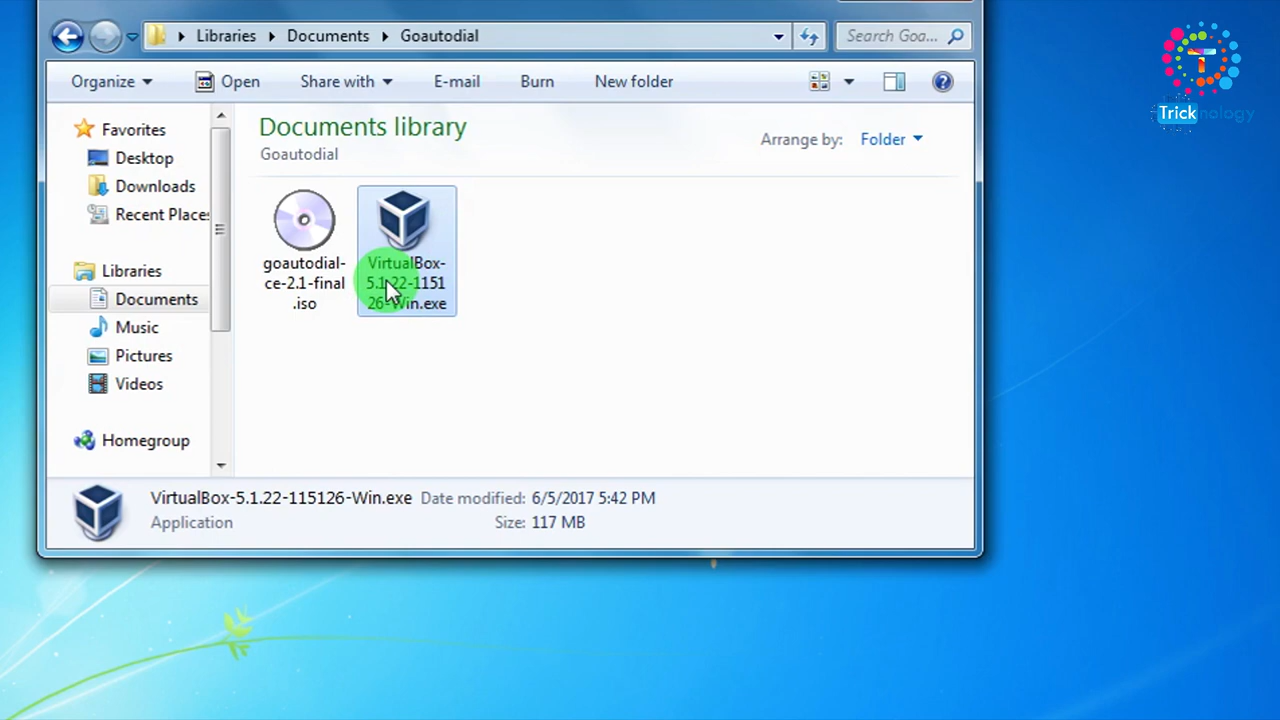 Libraries Documents Goautodial
Search Goa...
Organize Open Share with E-mail Burn New folder
Favorites
Desktop
Downloads
Recent Places
Libraries
Documents
Music
Pictures
Videos
Homegroup
Documents library
Goautodial
Arrange by: Folder
goautodial-
ce-2.1-final
.iso
VirtualBox-
5.1.22-1151
26-Win.exe
VirtualBox-5.1.22-115126-Win.exe Date modified: 6/5/2017 5:42 PM
Application Size: 117 MB
T
Tricknology